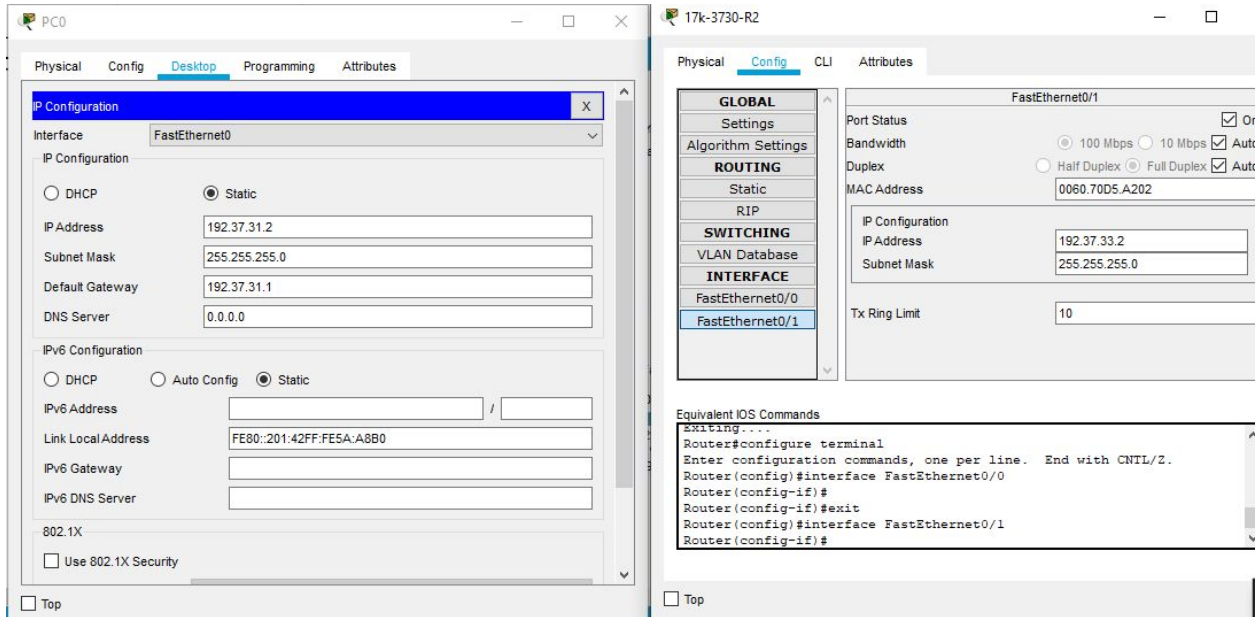 PC0
Physical Config Desktop Programming Attributes
IP Configuration X
Interface FastEthernet0
IP Configuration
DHCP Static
IP Address 192.37.31.2
Subnet Mask 255.255.255.0
Default Gateway 192.37.31.1
DNS Server 0.0.0.0
IPv6 Configuration
DHCP Auto Config Static
IPv6 Address /
Link Local Address FE80::201:42FF:FE5A:A8B0
IPv6 Gateway
IPv6 DNS Server
802.1X
Use 802.1X Security
Top
17k-3730-R2
Physical Config CLI Attributes
GLOBAL
Settings
Algorithm Settings
ROUTING
Static
RIP
SWITCHING
VLAN Database
INTERFACE
FastEthernet0/0
FastEthernet0/1
FastEthernet0/1
Port Status On
Bandwidth 100 Mbps 10 Mbps Auto
Duplex Half Duplex Full Duplex Auto
MAC Address 0060.70D5.A202
IP Configuration
IP Address 192.37.33.2
Subnet Mask 255.255.255.0
Tx Ring Limit 10
Equivalent IOS Commands
Exiting....
Router#configure terminal
Enter configuration commands, one per line. End with CNTL/Z.
Router(config)#interface FastEthernet0/0
Router(config-if)#
Router(config-if)#exit
Router(config)#interface FastEthernet0/1
Router(config-if)#
Top